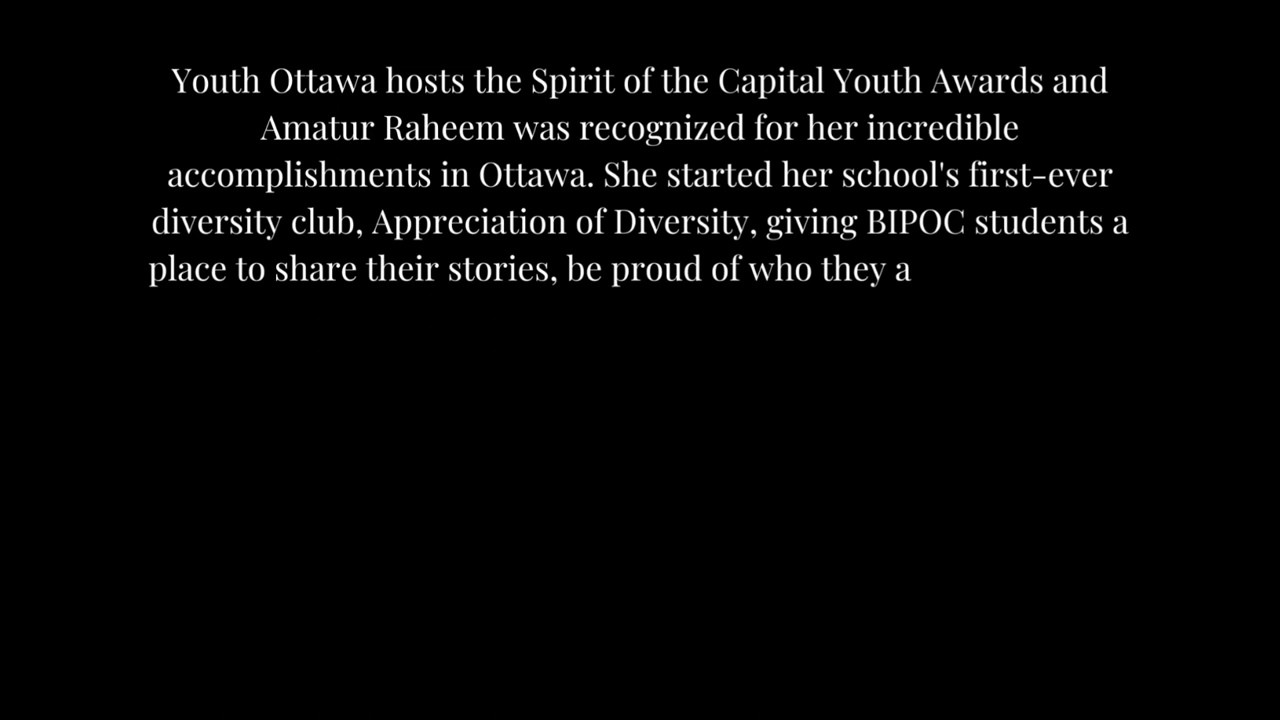 Youth Ottawa hosts the Spirit of the Capital Youth Awards and
Amatur Raheem was recognized for her incredible
accomplishments in Ottawa. She started her school's first-ever
diversity club, Appreciation of Diversity, giving BIPOC students a
place to share their stories, be proud of who they a